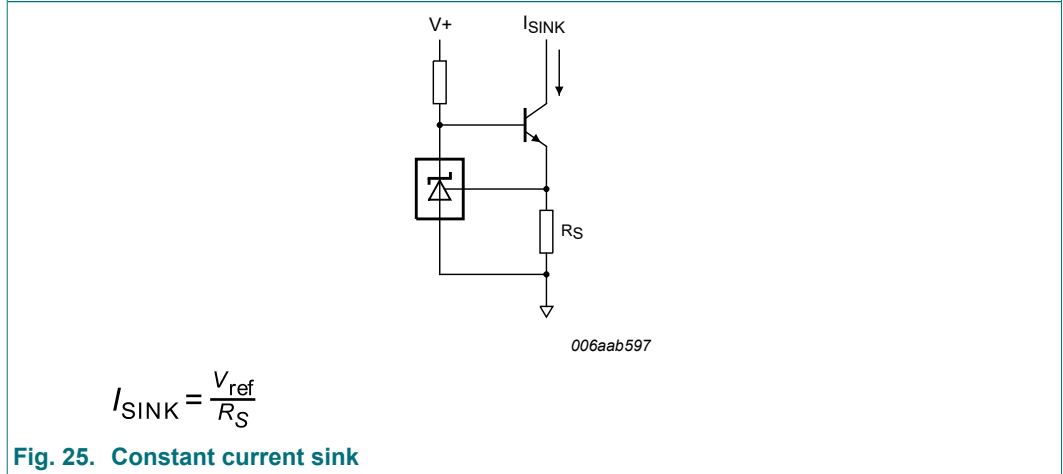 V+
ISINK
RS
006aab597
ISINK = Vref / RS
Fig. 25. Constant current sink